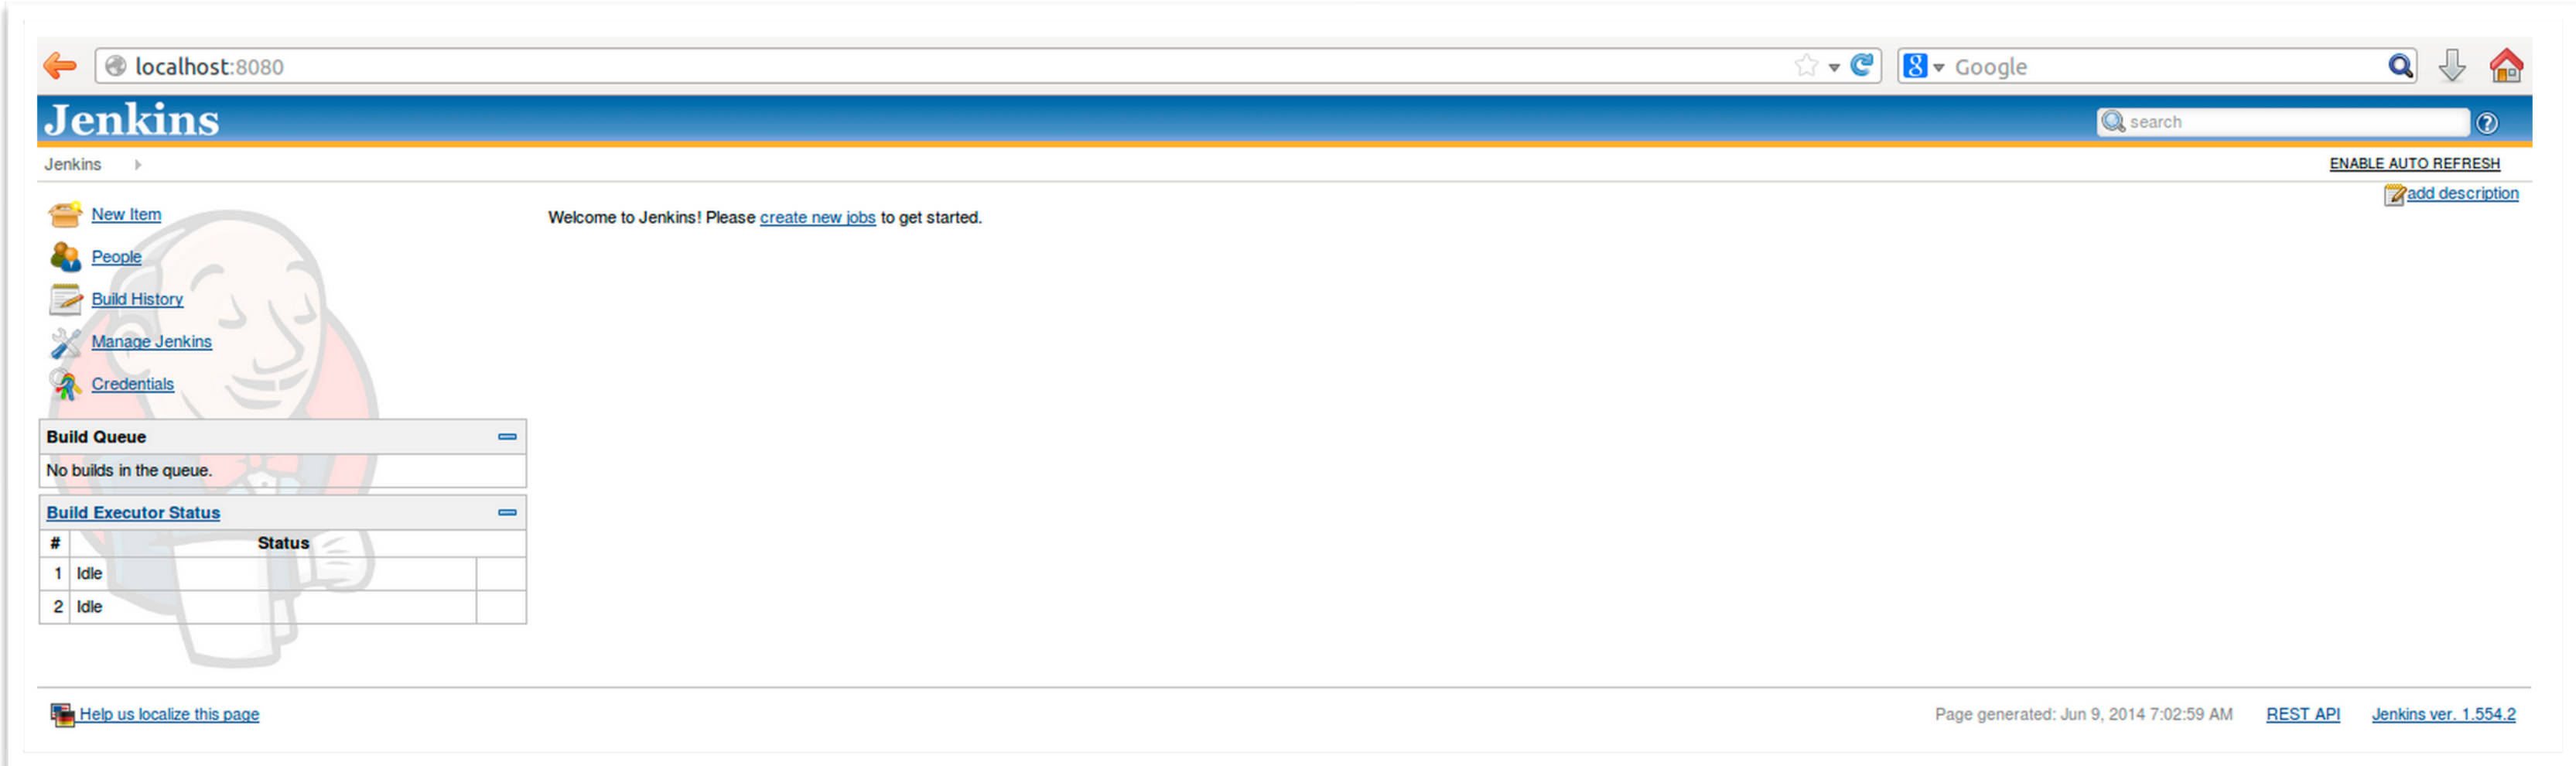 localhost:8080
8 Google
Jenkins
search
?
Jenkins
ENABLE AUTO REFRESH
add description
New Item
Welcome to Jenkins! Please create new jobs to get started.
People
Build History
Manage Jenkins
Credentials
Build Queue
No builds in the queue.
Build Executor Status
# Status
1 Idle
2 Idle
Help us localize this page
Page generated: Jun 9, 2014 7:02:59 AM REST API Jenkins ver. 1.554.2